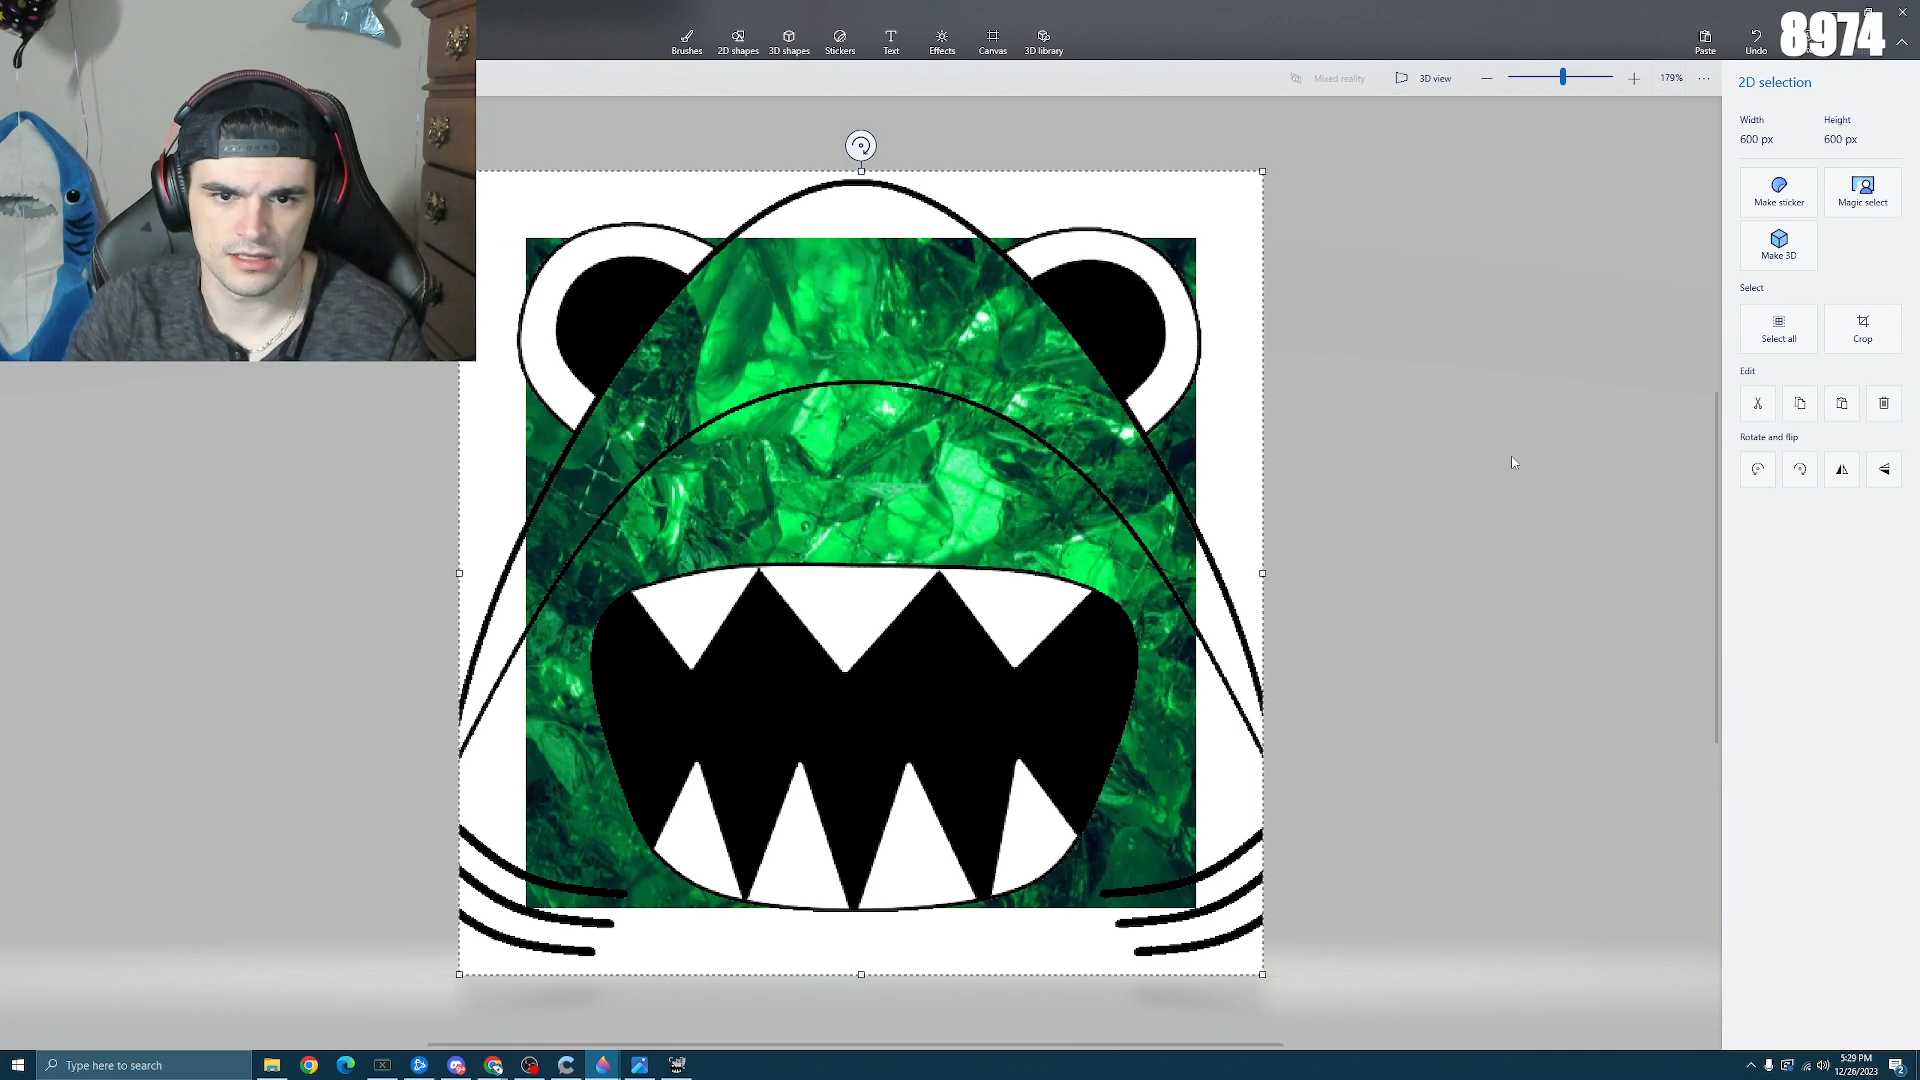 8974
Brushes 2D shapes 3D shapes Stickers Text Effects Canvas 3D library Paste Undo
Mixed reality 3D view 179%
2D selection
Width Height
600 px 600 px
Make sticker Magic select
Make 3D
Select
Select all Crop
Edit
Rotate and flip
Type here to search
5:29 PM
12/26/2023